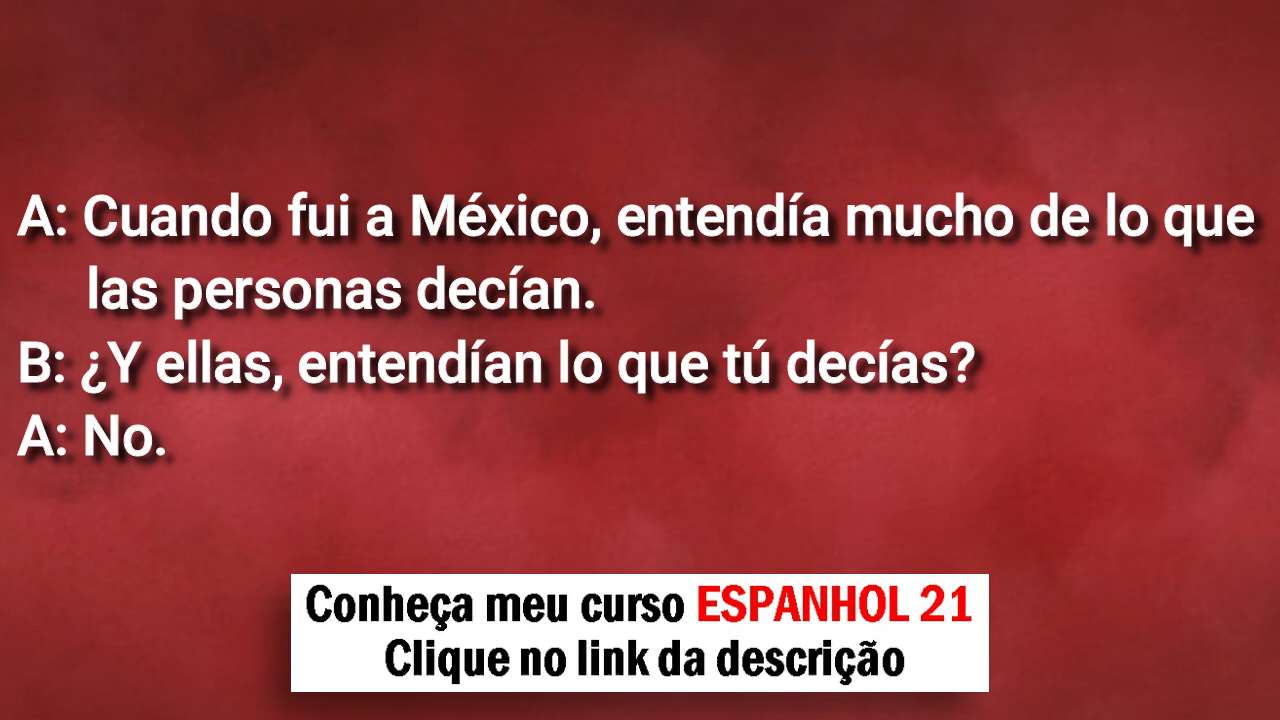 A: Cuando fui a México, entendía mucho de lo que
las personas decían.
B: ¿Y ellas, entendían lo que tú decías?
A: No.
Conheça meu curso ESPANHOL 21
Clique no link da descrição